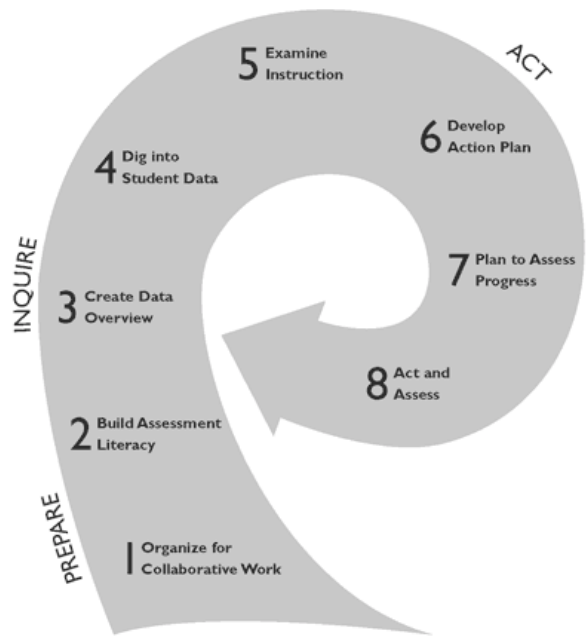 PREPARE
1 Organize for
Collaborative Work
2 Build Assessment
Literacy
INQUIRE
3 Create Data
Overview
4 Dig into
Student Data
5 Examine
Instruction
ACT
6 Develop
Action Plan
7 Plan to Assess
Progress
8 Act and
Assess